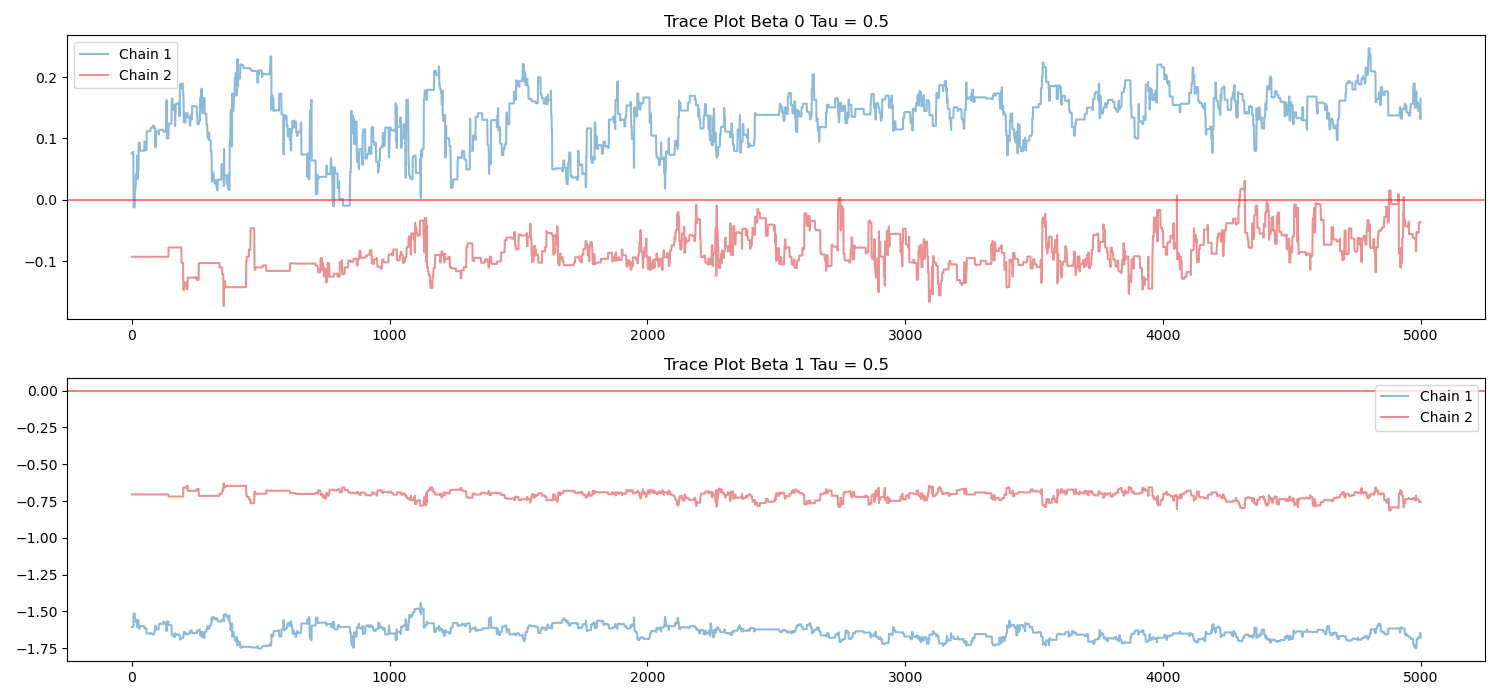 Trace Plot Beta 0 Tau = 0.5
Chain 1
Chain 2
0.2
0.1
0.0
−0.1
0 1000 2000 3000 4000 5000
Trace Plot Beta 1 Tau = 0.5
Chain 1
Chain 2
0.00
−0.25
−0.50
−0.75
−1.00
−1.25
−1.50
−1.75
0 1000 2000 3000 4000 5000